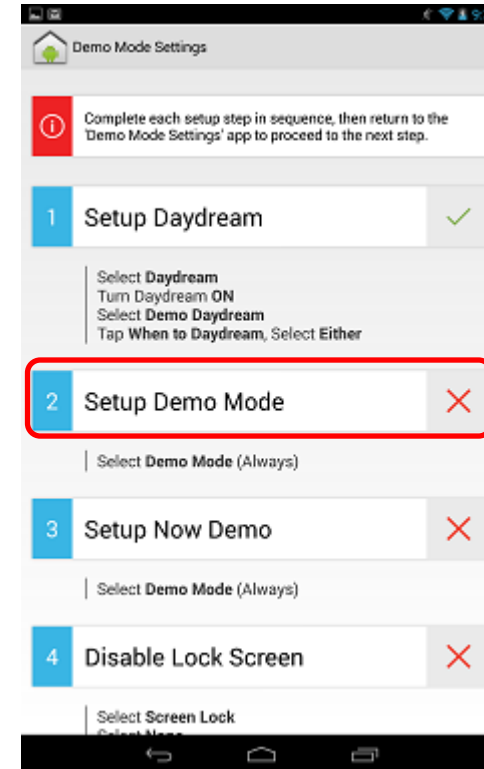 Demo Mode Settings
Complete each setup step in sequence, then return to the
'Demo Mode Settings' app to proceed to the next step.
1 Setup Daydream
Select Daydream
Turn Daydream ON
Select Demo Daydream
Tap When to Daydream, Select Either
2 Setup Demo Mode
Select Demo Mode (Always)
3 Setup Now Demo
Select Demo Mode (Always)
4 Disable Lock Screen
Select Screen Lock
Select None